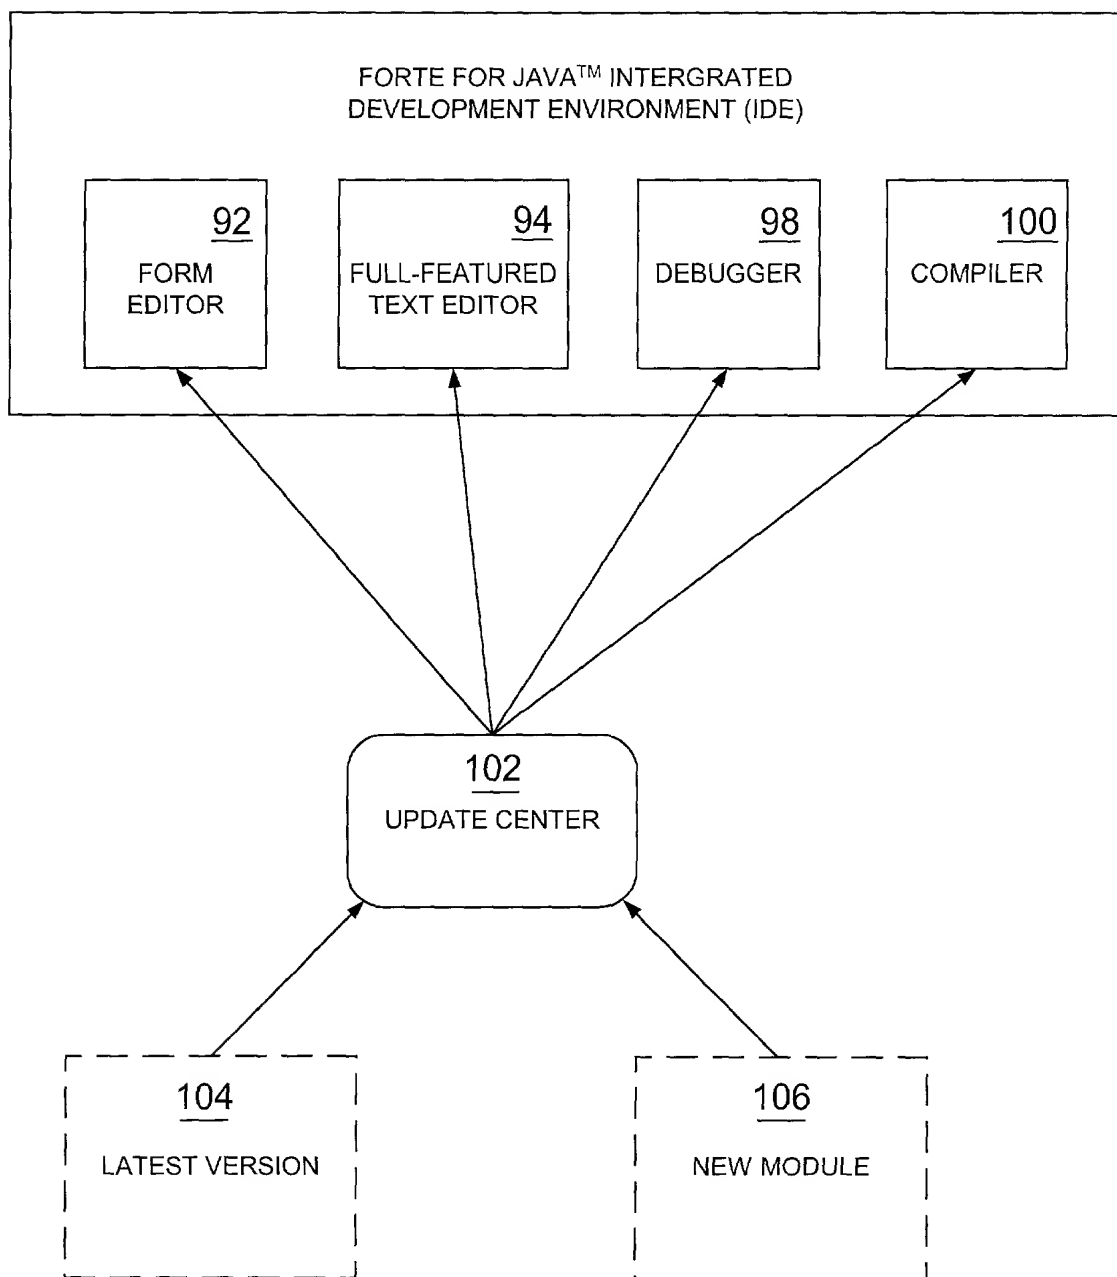 FORTE FOR JAVA™ INTERGRATED
DEVELOPMENT ENVIRONMENT (IDE)
92
FORM
EDITOR
94
FULL-FEATURED
TEXT EDITOR
98
DEBUGGER
100
COMPILER
102
UPDATE CENTER
104
LATEST VERSION
106
NEW MODULE